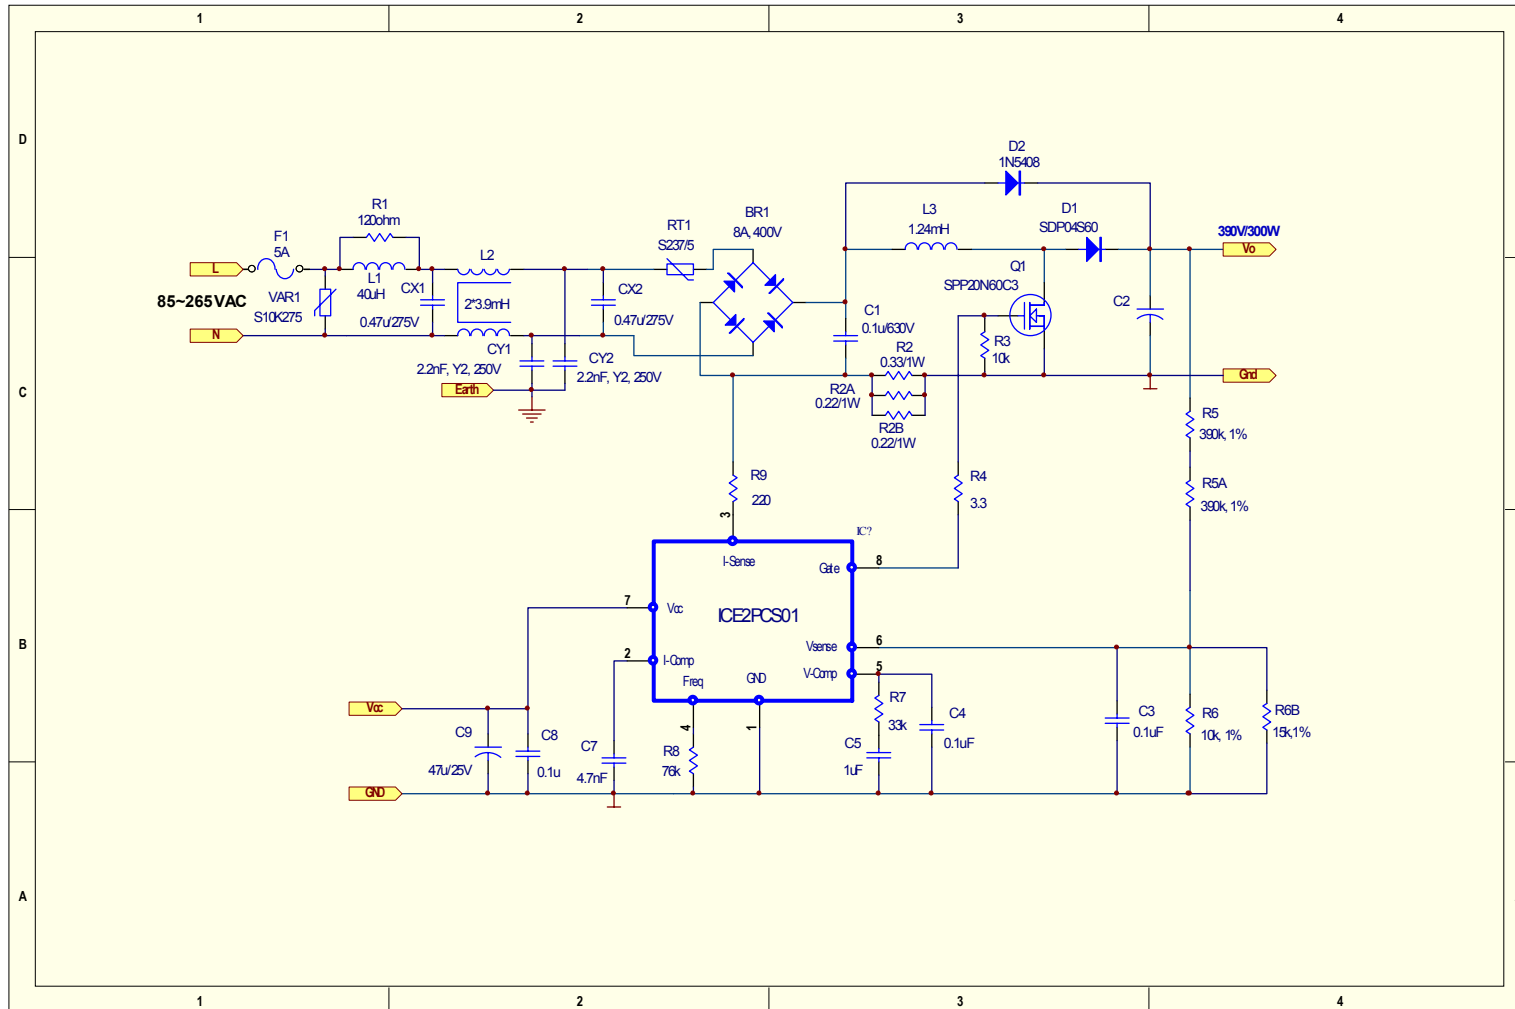 1 2 3 4
D
D2
1N5408
R1
120ohm
F1
5A
L
L1
40uH
85~265VAC
VAR1
S10K275
N
CX1
0.47u/275V
L2
2*3.9mH
CX2
0.47u/275V
CY1
2.2nF, Y2, 250V
CY2
2.2nF, Y2, 250V
Earth
RT1
S237/5
BR1
8A, 400V
L3
1.24mH
D1
SDP04S60
390V/300W
Vo
Q1
SPP20N60C3
C1
0.1u/630V
C2
R2
0.33/1W
R3
10k
R2A
0.22/1W
R2B
0.22/1W
Gnd
C
R5
390k, 1%
R5A
390k, 1%
R9
220
R4
3.3
3
IC?
I-Sense
Gate
8
7
Vcc
ICE2PCS01
B
Vsense
6
2
I-Comp
V-Comp
5
Freq
GND
4
1
Vcc
C9
47u/25V
C8
0.1u
C7
4.7nF
R8
76k
R7
33k
C4
0.1uF
C5
1uF
C3
0.1uF
R6
10k, 1%
R6B
15k,1%
GND
A
1 2 3 4